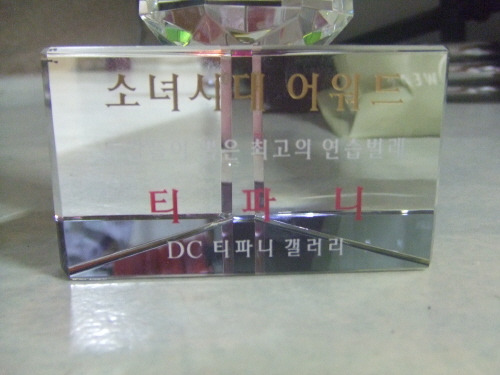 소녀시대 어워드
은 최고의 연습벌레
티 파 니
DC 티파니 갤러리